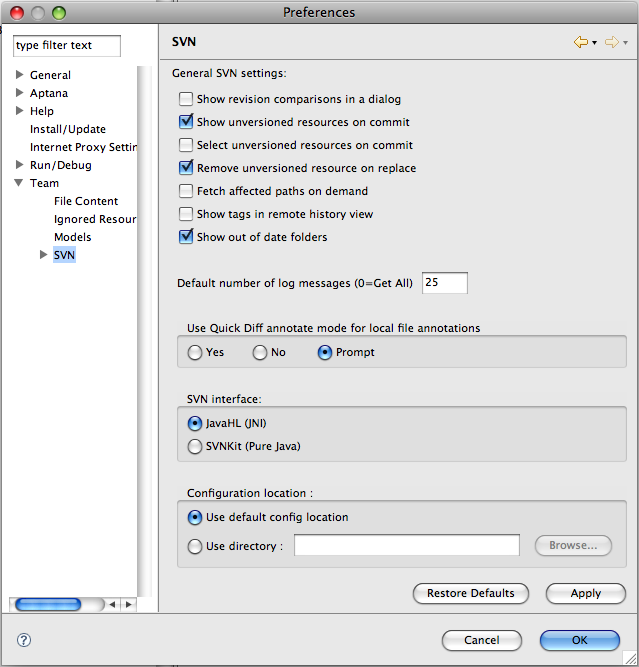 Preferences
type filter text
General
Aptana
Help
Install/Update
Internet Proxy Settin
Run/Debug
Team
File Content
Ignored Resour
Models
SVN
SVN
General SVN settings:
Show revision comparisons in a dialog
Show unversioned resources on commit
Select unversioned resources on commit
Remove unversioned resource on replace
Fetch affected paths on demand
Show tags in remote history view
Show out of date folders
Default number of log messages (0=Get All) 25
Use Quick Diff annotate mode for local file annotations
Yes No Prompt
SVN interface:
JavaHL (JNI)
SVNKit (Pure Java)
Configuration location :
Use default config location
Use directory : Browse...
Restore Defaults Apply
? Cancel OK